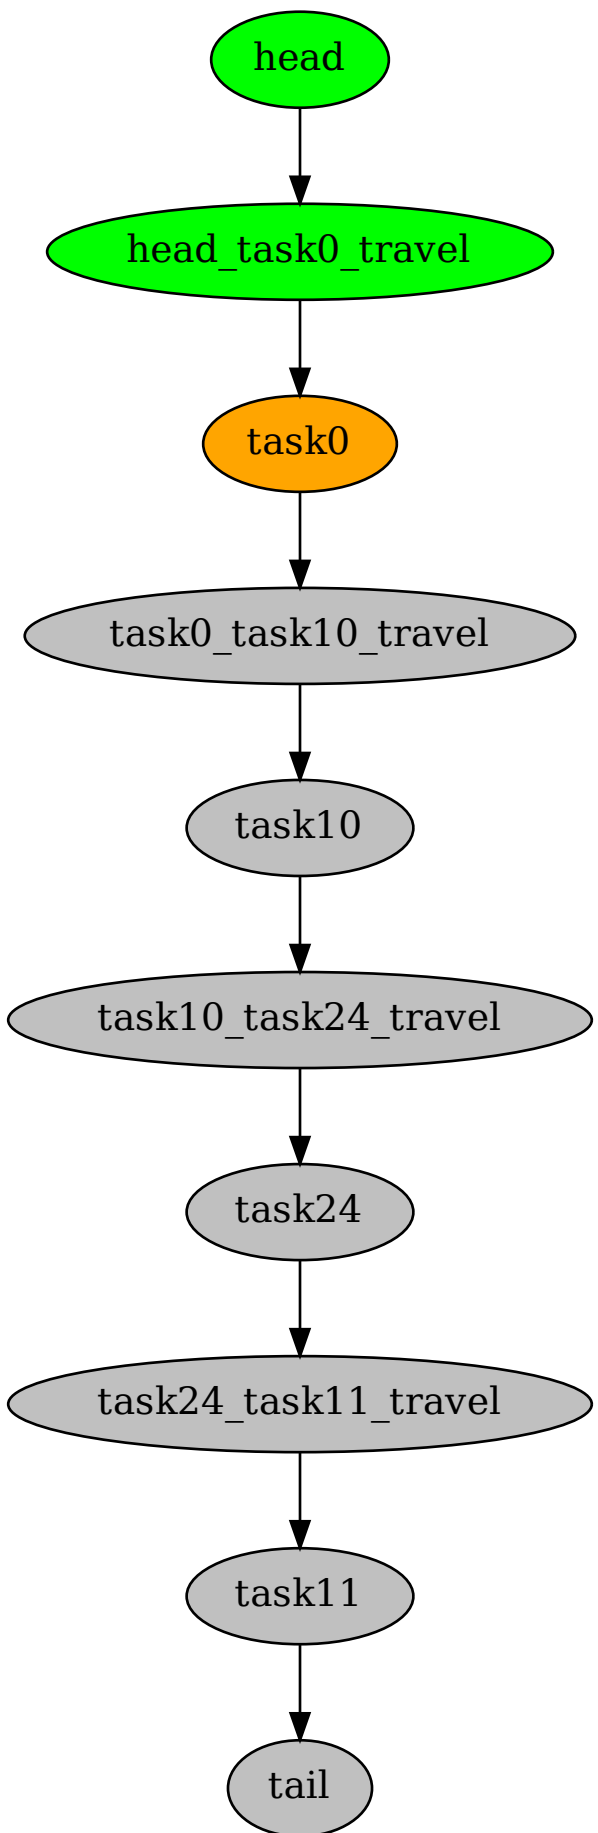 head
head_task0_travel
task0
task0_task10_travel
task10
task10_task24_travel
task24
task24_task11_travel
task11
tail